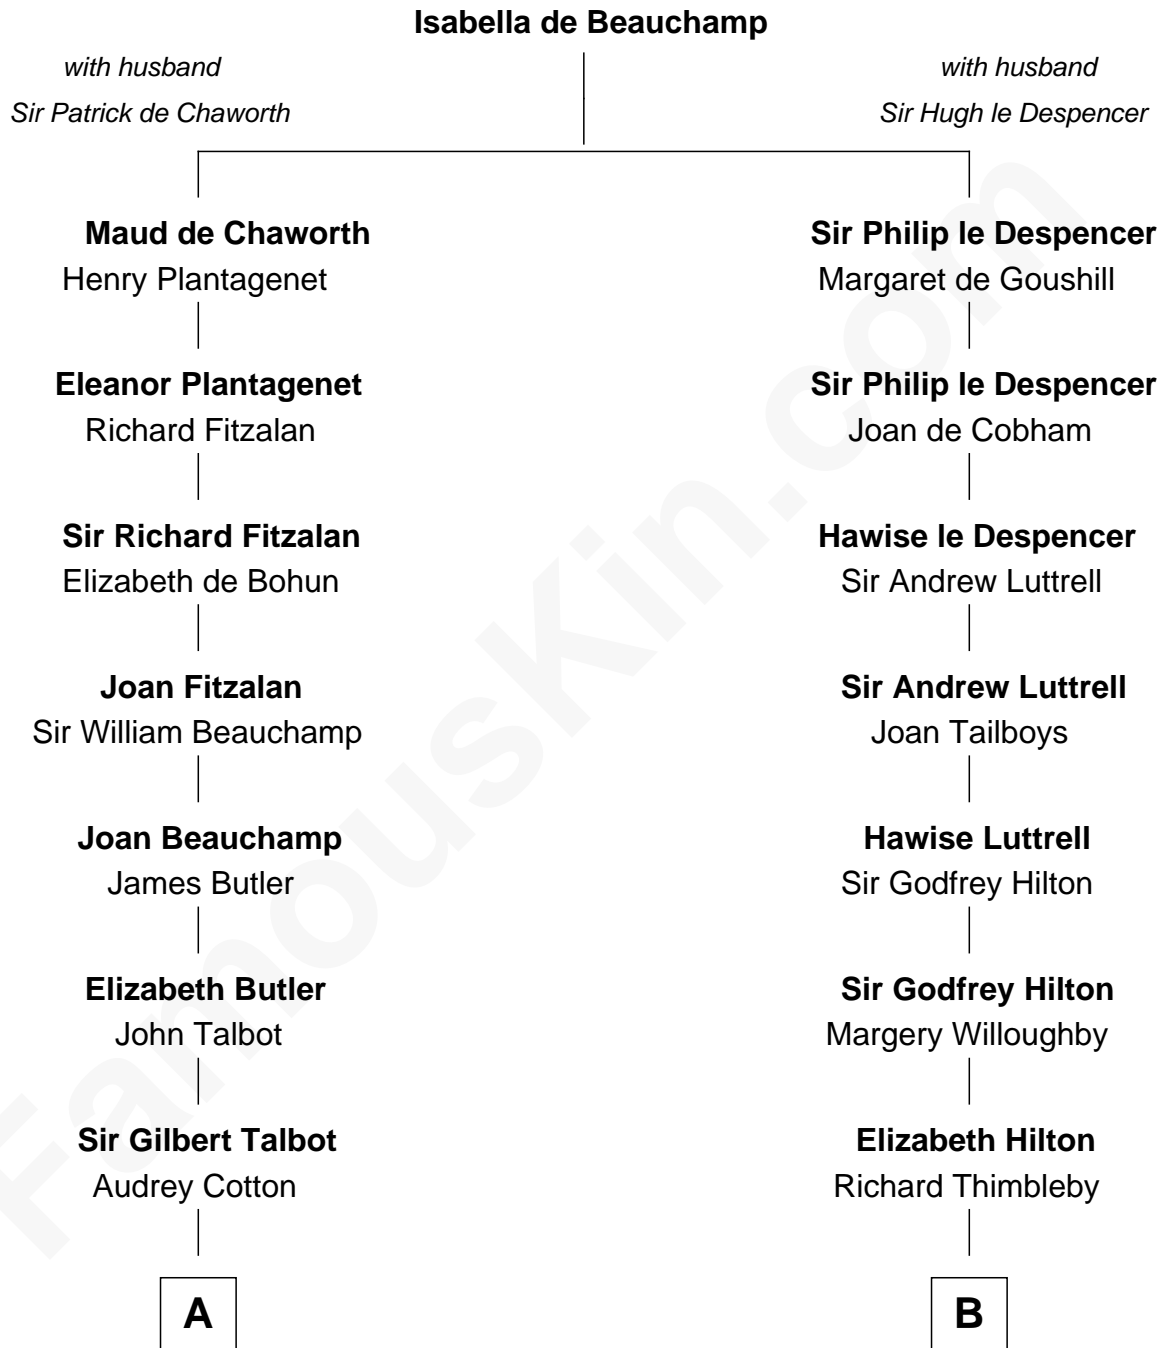 Isabella de Beauchamp
with husband
Sir Patrick de Chaworth
with husband
Sir Hugh le Despencer
Maud de Chaworth
Henry Plantagenet
Sir Philip le Despencer
Margaret de Goushill
Eleanor Plantagenet
Richard Fitzalan
Sir Philip le Despencer
Joan de Cobham
Sir Richard Fitzalan
Elizabeth de Bohun
Hawise le Despencer
Sir Andrew Luttrell
Joan Fitzalan
Sir William Beauchamp
Sir Andrew Luttrell
Joan Tailboys
Joan Beauchamp
James Butler
Hawise Luttrell
Sir Godfrey Hilton
Elizabeth Butler
John Talbot
Sir Godfrey Hilton
Margery Willoughby
Sir Gilbert Talbot
Audrey Cotton
Elizabeth Hilton
Richard Thimbleby
A
B
FamousKin.com